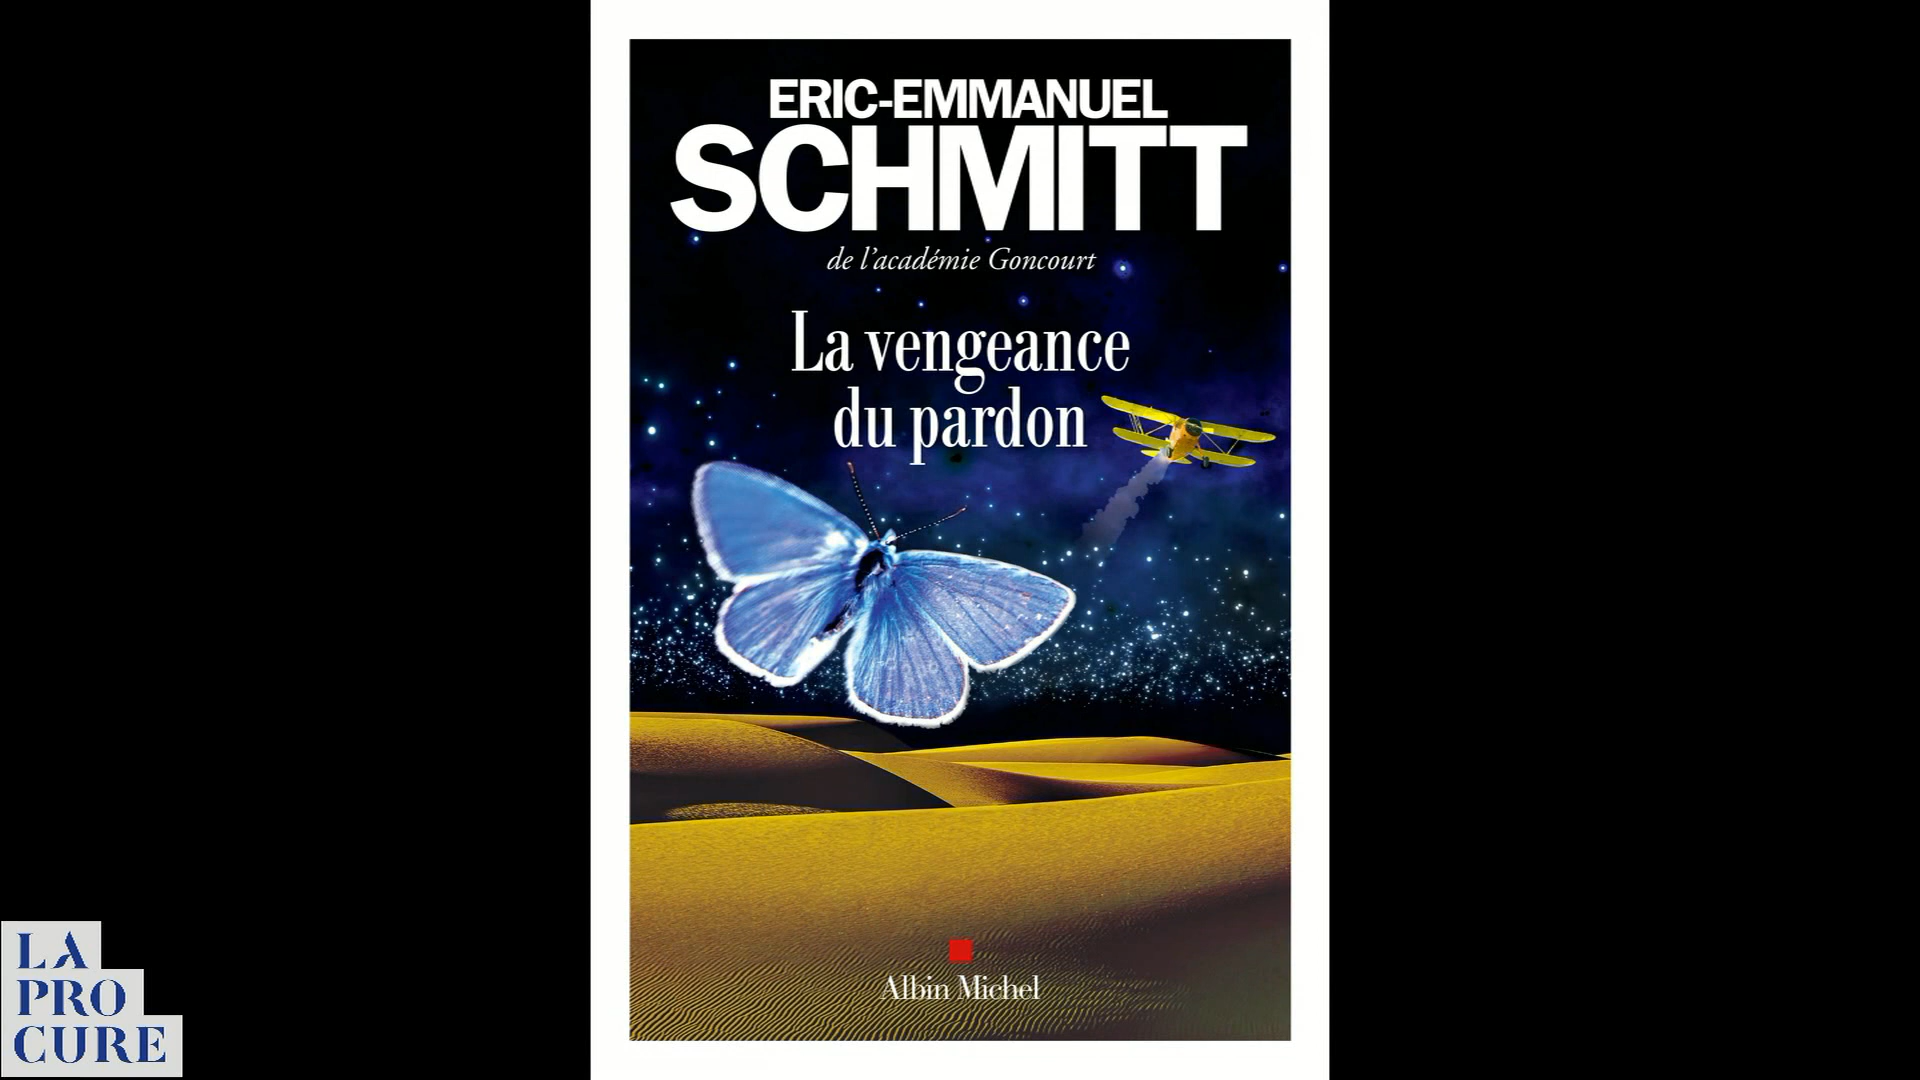 ERIC-EMMANUEL
SCHMITT
de l'académie Goncourt
La vengeance
du pardon
Albin Michel
LA
PRO
CURE